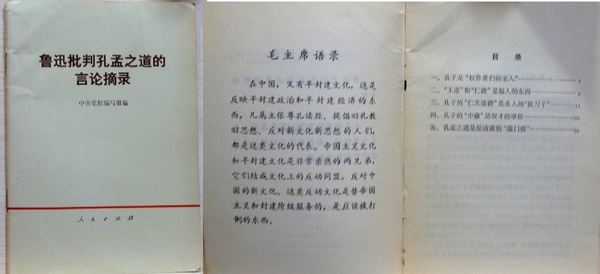 鲁迅批判孔孟之道的
言论摘录
中央党校编写组编
人民出版社
毛主席语录
在中国，又有半封建文化，这是
反映半封建政治和半封建经济的东
西，凡属主张尊孔读经、提倡旧礼教
旧思想、反对新文化新思想的人们，
都是这类文化的代表。帝国主义文化
和半封建文化是非常亲热的两兄弟，
它们结成文化上的反动同盟，反对中
国的新文化。这类反动文化是替帝国
主义和封建阶级服务的，是应该被打
倒的东西。
目录
一、孔子是“权势者们的圣人”
二、“王道”和“仁政”是骗人的东西
三、孔子的“仁义道德”是杀人的“软刀子”
四、孔子的“中庸”是奴才的哲学
五、孔孟之道是反动派的“敲门砖”